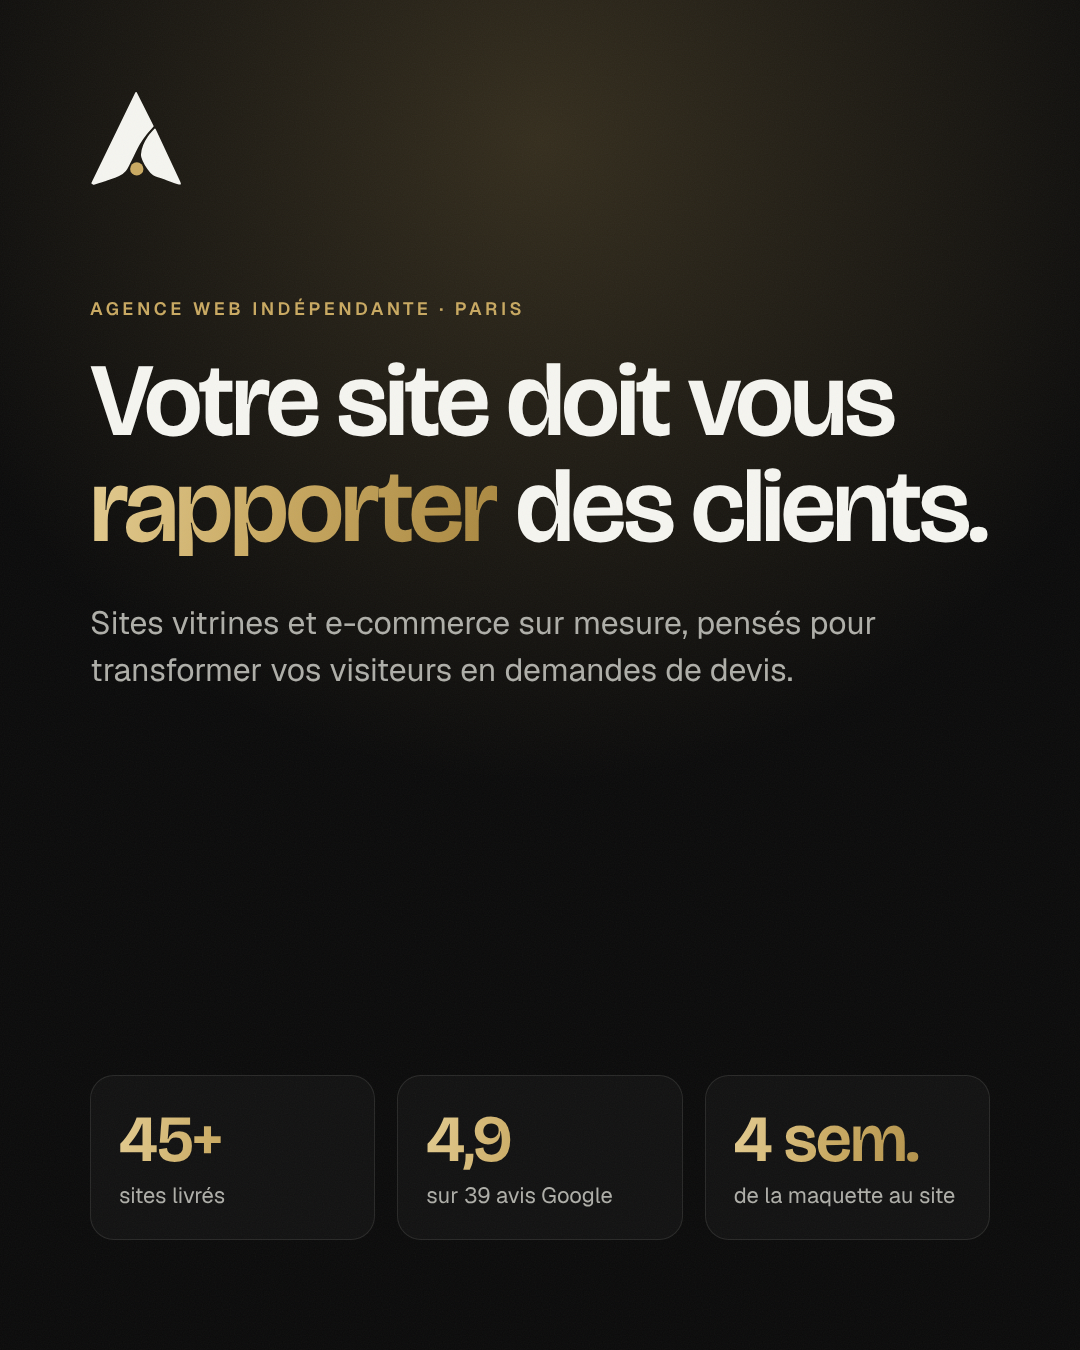 AGENCE WEB INDÉPENDANTE · PARIS
Votre site doit vous
rapporter des clients.
Sites vitrines et e-commerce sur mesure, pensés pour
transformer vos visiteurs en demandes de devis.
45+
sites livrés
4,9
sur 39 avis Google
4 sem.
de la maquette au site